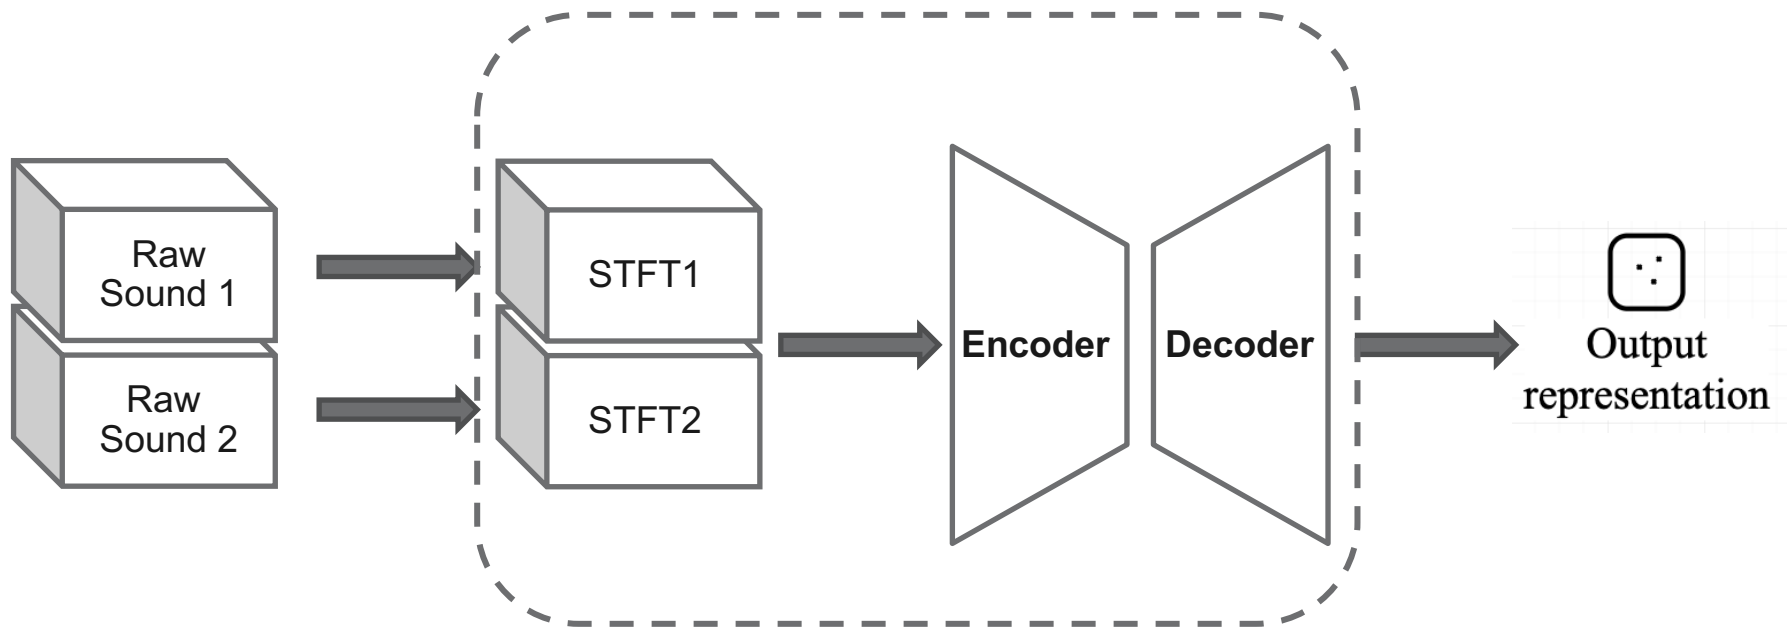 Raw
Sound 1
Raw
Sound 2
STFT1
STFT2
Encoder
Decoder
Output
representation